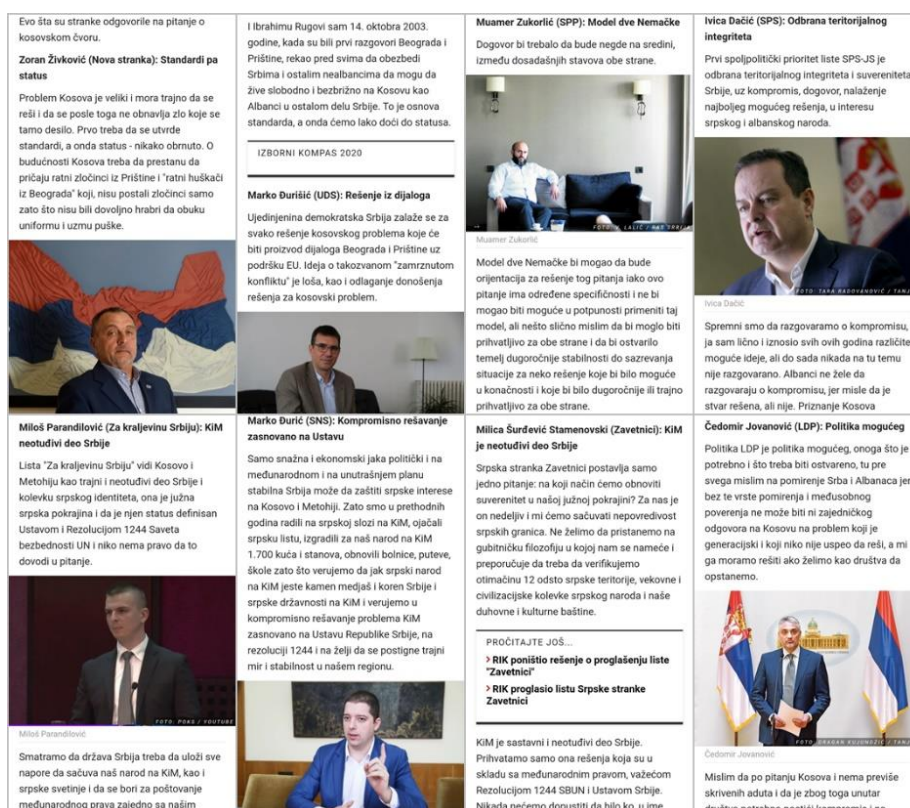 Evo šta su stranke odgovorile na pitanje o
kosovskom čvoru.
Zoran Živković (Nova stranka): Standardi pa
status
Problem Kosova je veliki i mora trajno da se
reši i da se posle toga ne obnavlja zlo koje se
tamo desilo. Prvo treba da se utvrde
standardi, a onda status - nikako obrnuto. O
budućnosti Kosova treba da prestanu da
pričaju ratni zločinci iz Prištine i "ratni huškači
iz Beograda" koji, nisu postali zločinci samo
zato što nisu bili dovoljno hrabri da obuku
uniformu i uzmu puške.
I Ibrahimu Rugovi sam 14. oktobra 2003.
godine, kada su bili prvi razgovori Beograda i
Prištine, rekao pred svima da obezbedi
Srbima i ostalim nealbancima da mogu da
žive slobodno i bezbrižno na Kosovu kao
Albanci u ostalom delu Srbije. To je osnova
standarda, a onda ćemo lako doći do statusa.
IZBORNI KOMPAS 2020
Marko Đurišić (UDS): Rešenje iz dijaloga
Ujedinjenina demokratska Srbija zalaže se za
svako rešenje kosovskog problema koje će
biti proizvod dijaloga Beograda i Prištine uz
podršku EU. Ideja o takozvanom "zamrznutom
konfliktu" je loša, kao i odlaganje donošenja
rešenja za kosovski problem.
Muamer Zukorlić (SPP): Model dve Nemačke
Dogovor bi trebalo da bude negde na sredini,
između dosadašnjih stavova obe strane.
FOTO: V. LALIĆ / RAS SRBIJA
Muamer Zukorlić
Model dve Nemačke bi mogao da bude
orijentacija za rešenje tog pitanja iako ovo
pitanje ima određene specifičnosti i ne bi
mogao biti moguće u potpunosti primeniti taj
model, ali nešto slično mislim da bi moglo biti
prihvatljivo za obe strane i da bi ostvarilo
temelj dugoročnije stabilnosti do sazrevanja
situacije za neko rešenje koje bi bilo moguće
u konačnosti i koje bi bilo dugoročnije ili trajno
prihvatljivo za obe strane.
Ivica Dačić (SPS): Odbrana teritorijalnog
integriteta
Prvi spoljpolitički prioritet liste SPS-JS je
odbrana teritorijalnog integriteta i suvereniteta
Srbije, uz kompromis, dogovor, nalaženje
najboljeg mogućeg rešenja, u interesu
srpskog i albanskog naroda.
FOTO: TARA RADOVANOVIĆ / TANJ
Ivica Dačić
Spremni smo da razgovaramo o kompromisu,
ja sam lično i iznosio svih ovih godina različite
moguće ideje, ali do sada nikada na tu temu
nije razgovarano. Albanci ne žele da
razgovaraju o kompromisu, jer misle da je
stvar rešena, ali nije. Priznanje Kosova
Miloš Parandilović (Za kraljevinu Srbiju): KiM
neotuđivi deo Srbije
Lista "Za kraljevinu Srbiju" vidi Kosovo i
Metohiju kao trajni i neotuđivi deo Srbije i
kolevku srpskog identiteta, ona je južna
srpska pokrajina i da je njen status definisan
Ustavom i Rezolucijom 1244 Saveta
bezbednosti UN i niko nema pravo da to
dovodi u pitanje.
FOTO: POKS / YOUTUBE
Miloš Parandilović
Smatramo da država Srbija treba da uloži sve
napore da sačuva naš narod na KiM, kao i
srpske svetinje i da se bori za poštovanje
međunarodnog prava zajedno sa našim
Marko Đurić (SNS): Kompromisno rešavanje
zasnovano na Ustavu
Samo snažna i ekonomski jaka politički i na
međunarodnom i na unutrašnjem planu
stabilna Srbija može da zaštiti srpske interese
na Kosovo i Metohiji. Zato smo u prethodnih
godina radili na srpskoj slozi na KiM, ojačali
srpsku listu, izgradili za naš narod na KiM
1.700 kuća i stanova, obnovili bolnice, puteve,
škole zato što verujemo da jak srpski narod
na KiM jeste kamen medjaš i koren Srbije i
srpske državnosti na KiM i verujemo u
kompromisno rešavanje problema KiM
zasnovano na Ustavu Republike Srbije, na
rezoluciji 1244 i na želji da se postigne trajni
mir i stabilnost u našem regionu.
Milica Šurđević Stamenovski (Zavetnici): KiM
je neotuđivi deo Srbije
Srpska stranka Zavetnici postavlja samo
jedno pitanje: na koji način ćemo obnoviti
suverenitet u našoj južnoj pokrajini? Za nas je
on nedeljiv i mi ćemo sačuvati nepovredivost
srpskih granica. Ne želimo da pristanemo na
gubitničku filozofiju u kojoj nam se nameće i
preporučuje da treba da verifikujemo
otimačinu 12 odsto srpske teritorije, vekovne i
civilizacijske kolevke srpskog naroda i naše
duhovne i kulturne baštine.
PROČITAJTE JOŠ...
RIK poništio rešenje o proglašenju liste
"Zavetnici"
RIK proglasio listu Srpske stranke
Zavetnici
KiM je sastavni i neotuđivi deo Srbije.
Prihvatamo samo ona rešenja koja su u
skladu sa međunarodnim pravom, važećom
Rezolucijom 1244 SBUN i Ustavom Srbije.
Nikada nećemo dopustiti da bilo ko, u ime
Čedomir Jovanović (LDP): Politika mogućeg
Politika LDP je politika mogućeg, onoga što je
potrebno i što treba biti ostvareno, tu pre
svega mislim na pomirenje Srba i Albanaca jer
bez te vrste pomirenja i međusobnog
poverenja ne može biti ni zajedničkog
odgovora na Kosovu na problem koji je
generacijski i koji niko nije uspeo da reši, a mi
ga moramo rešiti ako želimo kao društva da
opstanemo.
FOTO: DRAGAN KUJUNDŽIĆ / TANJ
Čedomir Jovanović
Mislim da po pitanju Kosova i nema previše
skrivenih aduta i da je zbog toga unutar